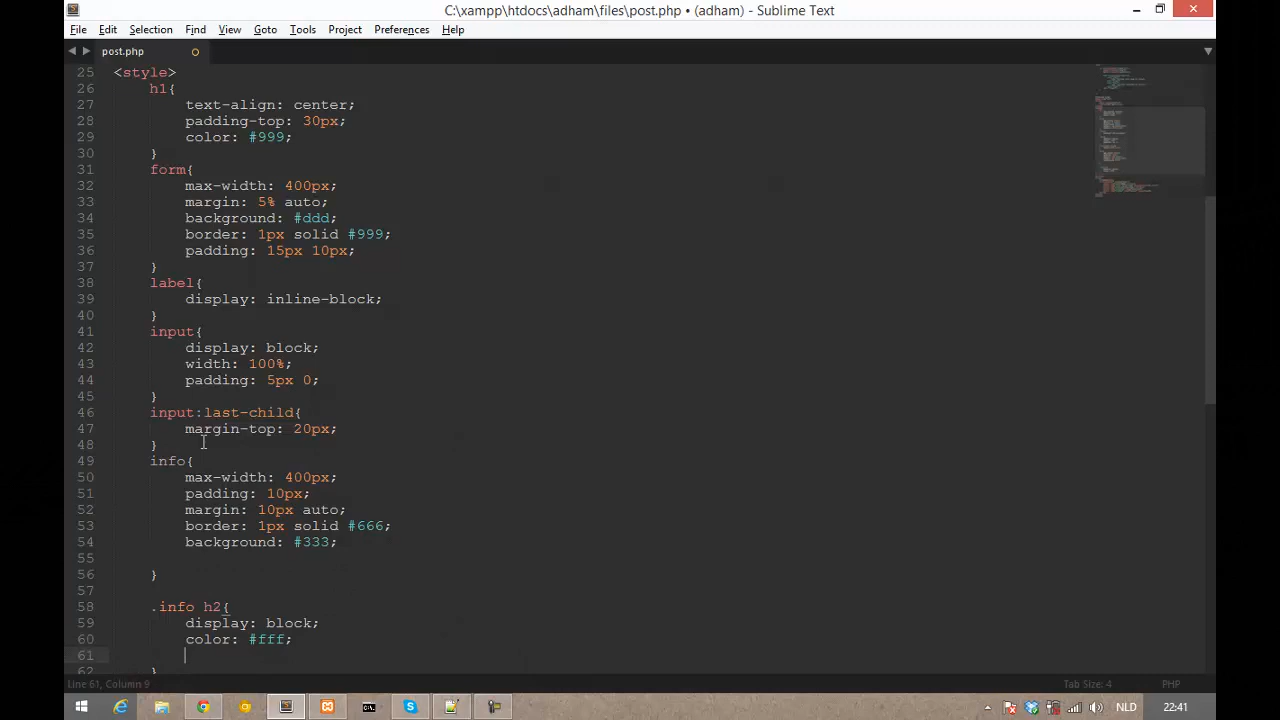 C:\xampp\htdocs\adham\files\post.php • (adham) - Sublime Text
File Edit Selection Find View Goto Tools Project Preferences Help
post.php
25 <style>
26 h1{
27 text-align: center;
28 padding-top: 30px;
29 color: #999;
30 }
31 form{
32 max-width: 400px;
33 margin: 5% auto;
34 background: #ddd;
35 border: 1px solid #999;
36 padding: 15px 10px;
37 }
38 label{
39 display: inline-block;
40 }
41 input{
42 display: block;
43 width: 100%;
44 padding: 5px 0;
45 }
46 input:last-child{
47 margin-top: 20px;
48 }
49 info{
50 max-width: 400px;
51 padding: 10px;
52 margin: 10px auto;
53 border: 1px solid #666;
54 background: #333;
55
56 }
57
58 .info h2{
59 display: block;
60 color: #fff;
61
62 }
Line 61, Column 9 Tab Size: 4 PHP
NLD 22:41